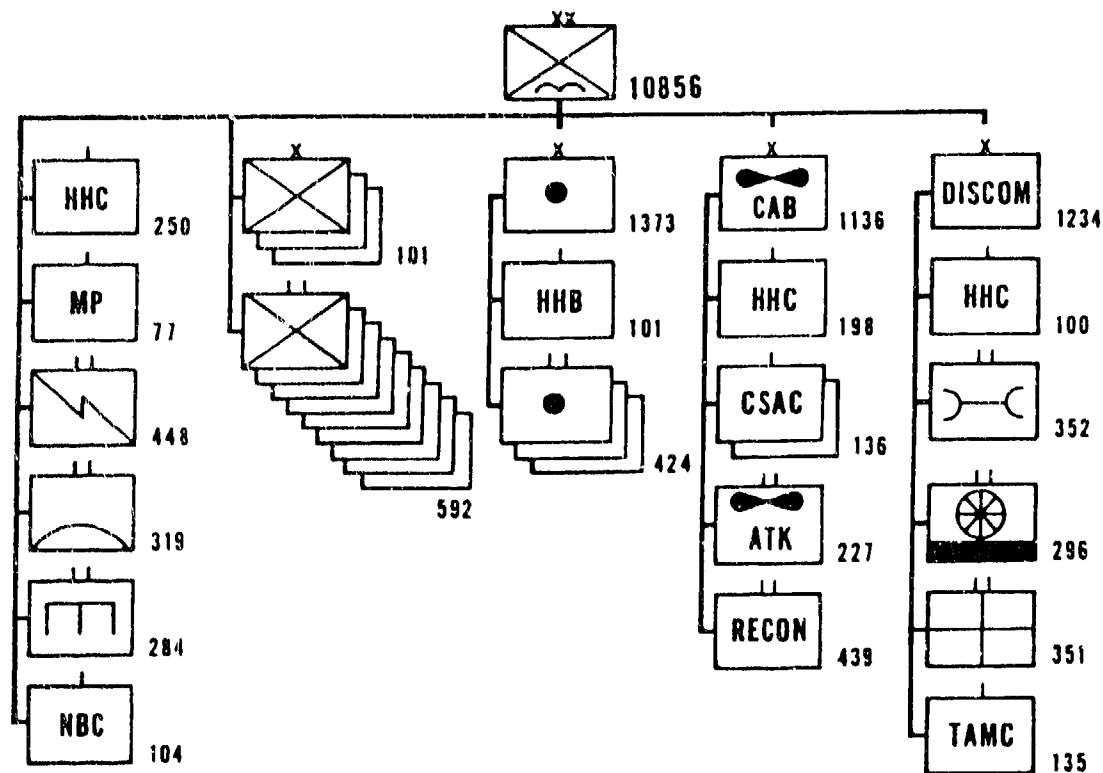 10856
HHC
250
MP
77
448
319
284
NBC
104
101
592
1373
HHB
101
424
CAB
1136
HHC
198
CSAC
136
ATK
227
RECON
439
DISCOM
1234
HHC
100
352
296
351
TAMC
135